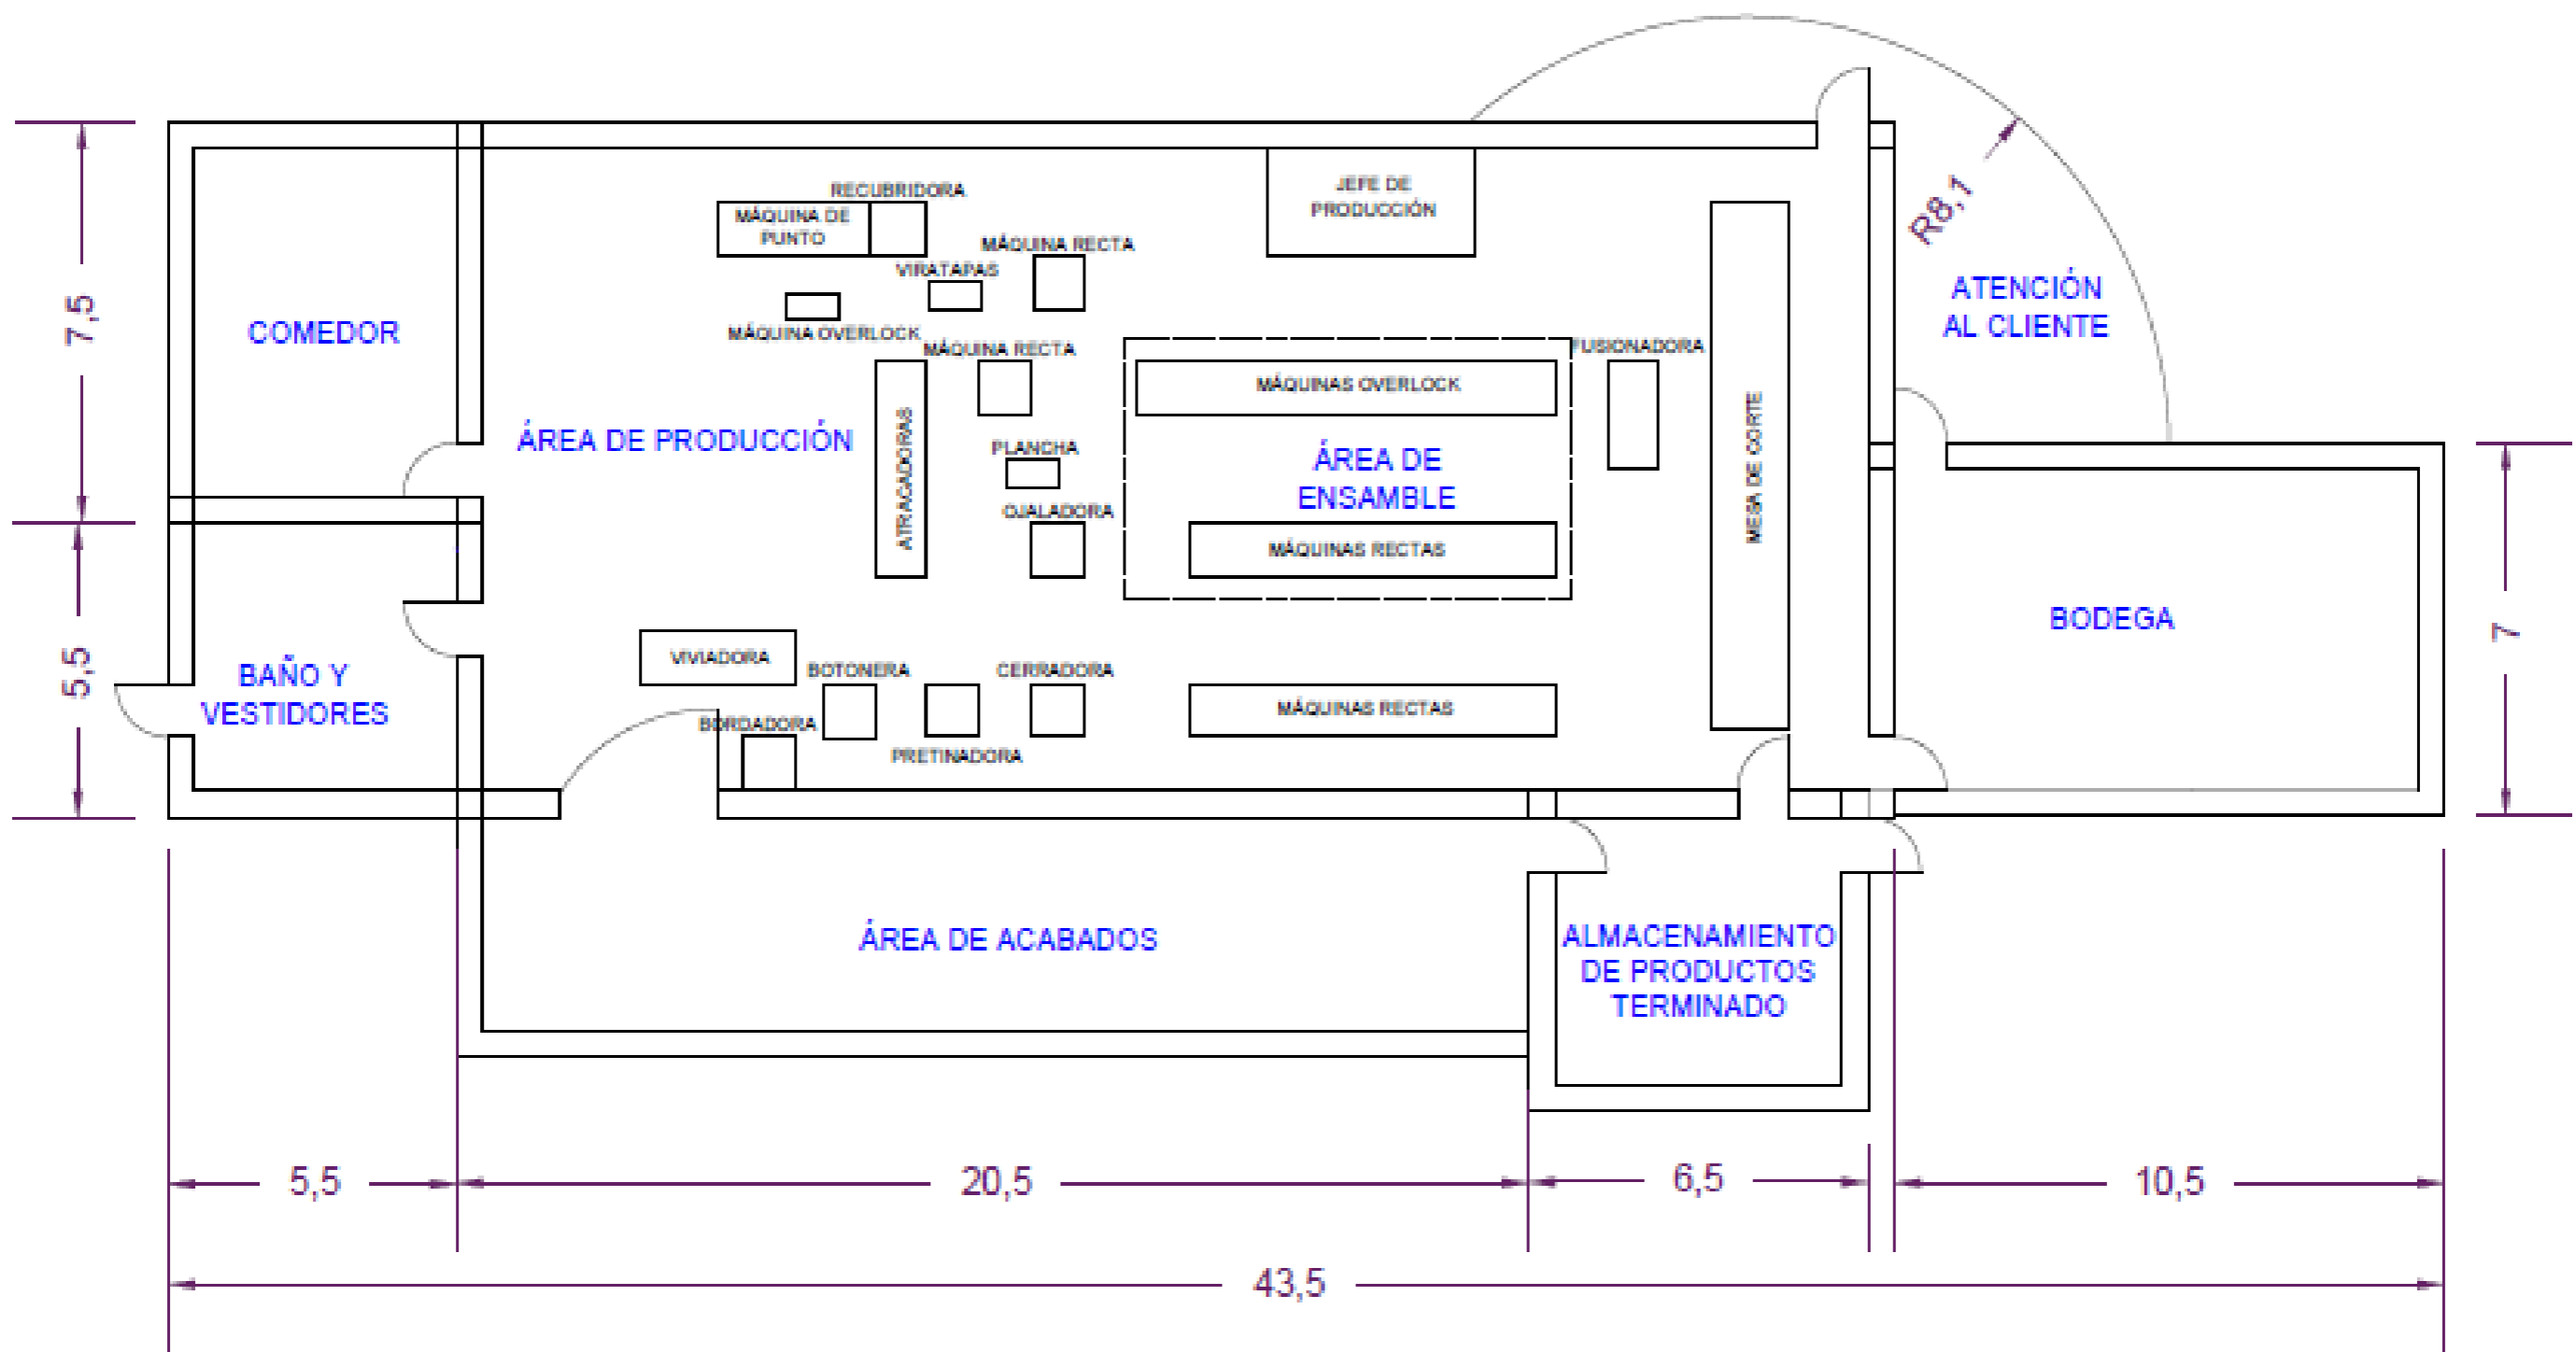 RECUBRIDORA
MÁQUINA DE
PUNTO
JEFE DE
PRODUCCIÓN
R8,1
MÁQUINA RECTA
VIRATAPAS
ATENCIÓN
AL CLIENTE
7,5
COMEDOR
MÁQUINA OVERLOCK
MÁQUINA RECTA
FUSIONADORA
MÁQUINAS OVERLOCK
ÁREA DE PRODUCCIÓN
ATRACADORAS
PLANCHA
ÁREA DE
ENSAMBLE
MESA DE CORTE
OJALADORA
MÁQUINAS RECTAS
BODEGA
7
5,5
BAÑO Y
VESTIDORES
VIVIADORA
BOTONERA
CERRADORA
BORDADORA
PRETINADORA
MÁQUINAS RECTAS
ÁREA DE ACABADOS
ALMACENAMIENTO
DE PRODUCTOS
TERMINADO
5,5
20,5
6,5
10,5
43,5